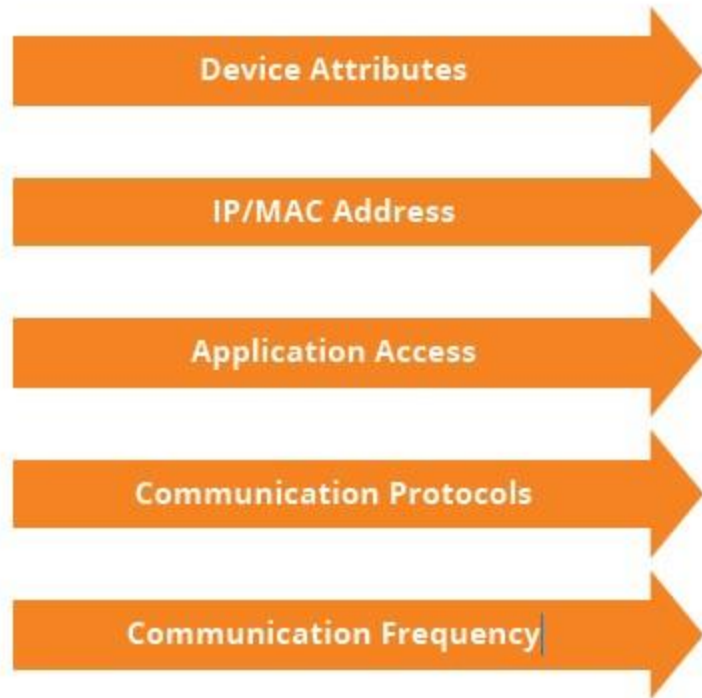 Device Attributes
IP/MAC Address
Application Access
Communication Protocols
Communication Frequency